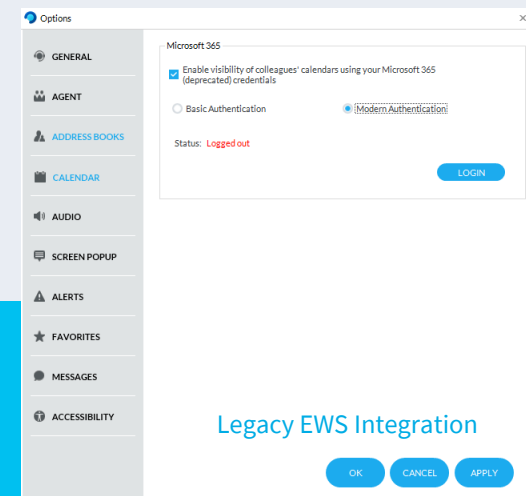 Options
GENERAL
AGENT
ADDRESS BOOKS
CALENDAR
AUDIO
SCREEN POPUP
ALERTS
FAVORITES
MESSAGES
ACCESSIBILITY
Microsoft 365
Enable visibility of colleagues' calendars using your Microsoft 365
(deprecated) credentials
Basic Authentication
Modern Authentication
Status: Logged out
LOGIN
Legacy EWS Integration
OK
CANCEL
APPLY